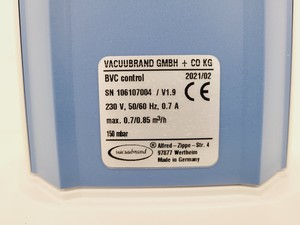 VACUUBRAND GMBH + CO KG
BVC control 2021/02
SN 106107004 / V1.9
230 V, 50/60 Hz, 0.7 A
max. 0.7/0.85 m³/h
150 mbar
CE
vacuubrand ®
Alfred - Zippe - Str. 4
97877 Wertheim
Made in Germany